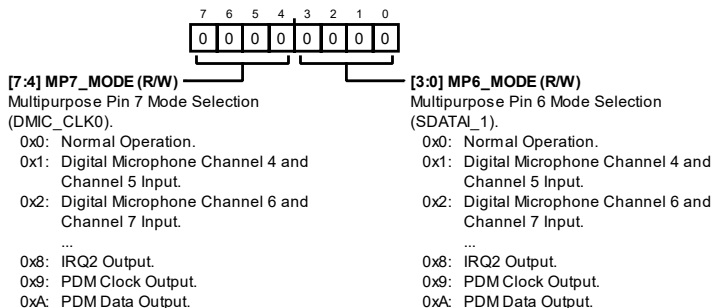 7 6 5 4 3 2 1 0
0 0 0 0 0 0 0 0
[7:4] MP7_MODE (R/W)
Multipurpose Pin 7 Mode Selection
(DMIC_CLK0).
0x0: Normal Operation.
0x1: Digital Microphone Channel 4 and
Channel 5 Input.
0x2: Digital Microphone Channel 6 and
Channel 7 Input.
...
0x8: IRQ2 Output.
0x9: PDM Clock Output.
0xA: PDM Data Output.
[3:0] MP6_MODE (R/W)
Multipurpose Pin 6 Mode Selection
(SDATAI_1).
0x0: Normal Operation.
0x1: Digital Microphone Channel 4 and
Channel 5 Input.
0x2: Digital Microphone Channel 6 and
Channel 7 Input.
...
0x8: IRQ2 Output.
0x9: PDM Clock Output.
0xA: PDM Data Output.